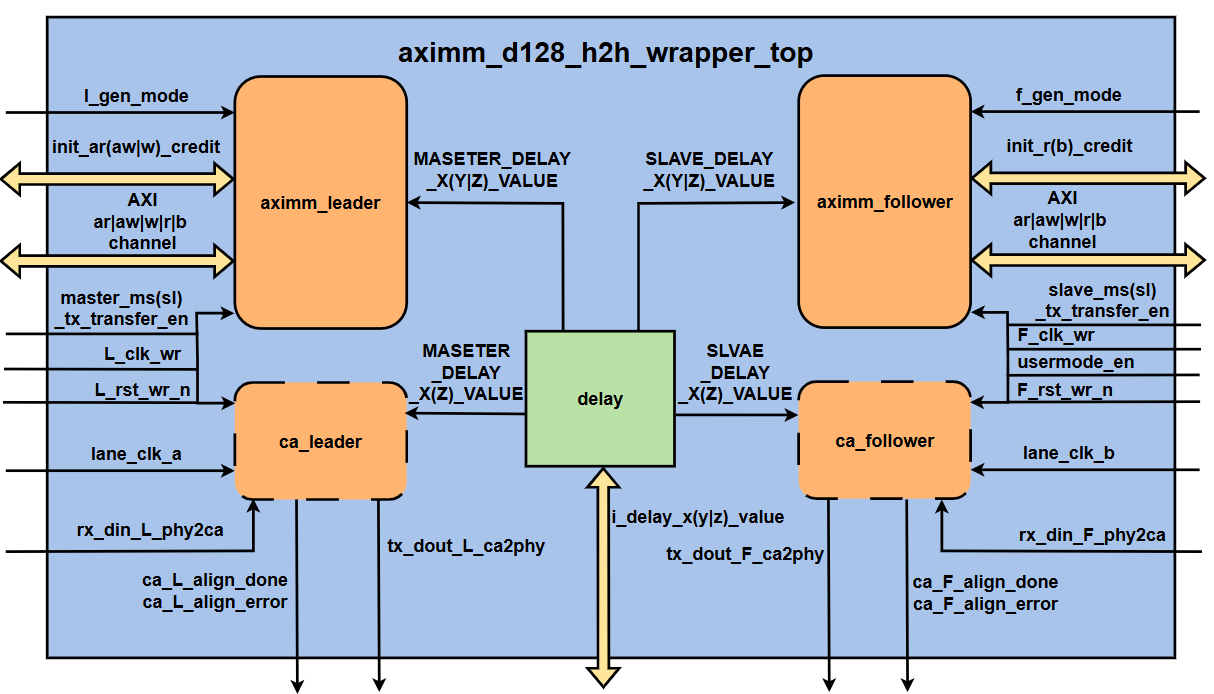 aximm_d128_h2h_wrapper_top
l_gen_mode
init_ar(aw|w)_credit
AXI
ar|aw|w|r|b
channel
master_ms(sl)
_tx_transfer_en
L_clk_wr
L_rst_wr_n
lane_clk_a
rx_din_L_phy2ca
ca_L_align_done
ca_L_align_error
aximm_leader
ca_leader
tx_dout_L_ca2phy
MASETER_DELAY
_X(Y|Z)_VALUE
MASETER
_DELAY
_X(Z)_VALUE
delay
i_delay_x(y|z)_value
SLAVE_DELAY
_X(Y|Z)_VALUE
SLVAE
_DELAY
_X(Z)_VALUE
tx_dout_F_ca2phy
aximm_follower
ca_follower
f_gen_mode
init_r(b)_credit
AXI
ar|aw|w|r|b
channel
slave_ms(sl)
_tx_transfer_en
F_clk_wr
usermode_en
F_rst_wr_n
lane_clk_b
rx_din_F_phy2ca
ca_F_align_done
ca_F_align_error